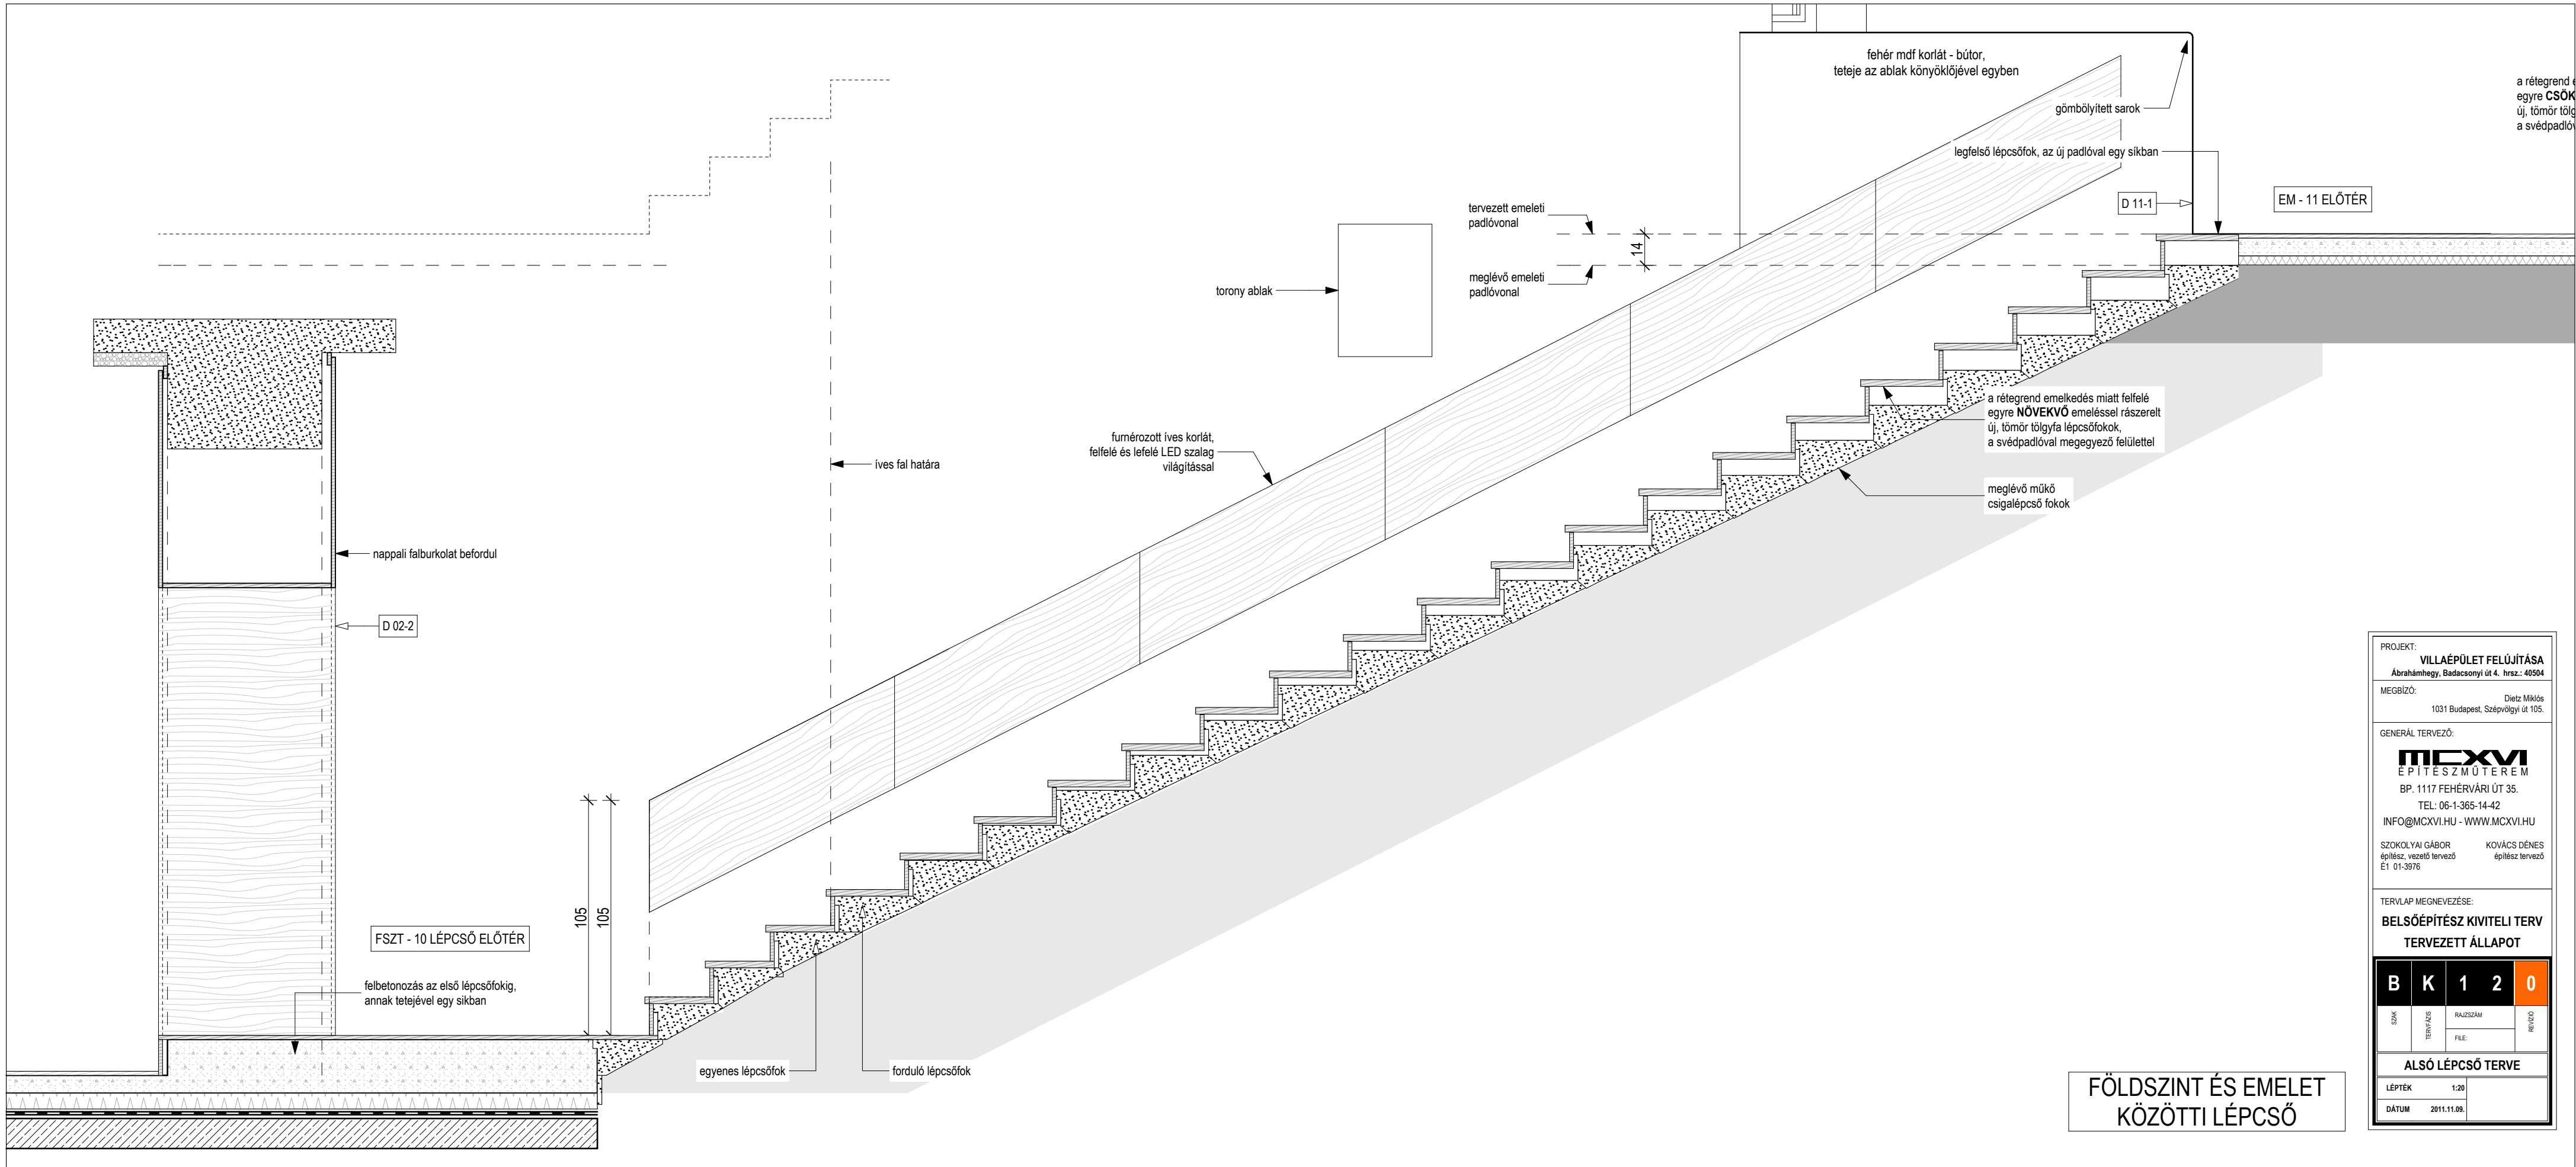 fehér mdf korlát - bútor,
teteje az ablak könyöklőjével egyben
gömbölyített sarok
legfelső lépcsőfok, az új padlóval egy síkban
D 11-1
EM - 11 ELŐTÉR
a rétegrend
egyre CSÖK
új, tömör tölg
a svédpadlóv
tervezett emeleti
padlóvonal
14
meglévő emeleti
padlóvonal
torony ablak
furnérozott íves korlát,
felfelé és lefelé LED szalag
világítással
íves fal határa
nappali falburkolat befordul
D 02-2
a rétegrend emelkedés miatt felfelé
egyre NÖVEKVŐ emeléssel rászerelt
új, tömör tölgyfa lépcsőfokok,
a svédpadlóval megegyező felülettel
meglévő műkő
csigalépcső fokok
FSZT - 10 LÉPCSŐ ELŐTÉR
105
105
felbetonozás az első lépcsőfokig,
annak tetejével egy sikban
egyenes lépcsőfok
forduló lépcsőfok
FÖLDSZINT ÉS EMELET
KÖZÖTTI LÉPCSŐ
PROJEKT:
VILLAÉPÜLET FELÚJÍTÁSA
Ábrahámhegy, Badacsonyi út 4. hrsz.: 40504
MEGBÍZÓ:
Dietz Miklós
1031 Budapest, Szépvölgyi út 105.
GENERÁL TERVEZŐ:
MCXVI
ÉPÍTÉSZMŰTEREM
BP. 1117 FEHÉRVÁRI ÚT 35.
TEL: 06-1-365-14-42
INFO@MCXVI.HU - WWW.MCXVI.HU
SZOKOLYAI GÁBOR KOVÁCS DÉNES
építész, vezető tervező építész tervező
É1 01-3976
TERVLAP MEGNEVEZÉSE:
BELSŐÉPÍTÉSZ KIVITELI TERV
TERVEZETT ÁLLAPOT
B K 1 2 0
SZAK
TERVFÁZIS
RAJZSZÁM
FILE:
REVÍZIÓ
ALSÓ LÉPCSŐ TERVE
LÉPTÉK 1:20
DÁTUM 2011.11.09.